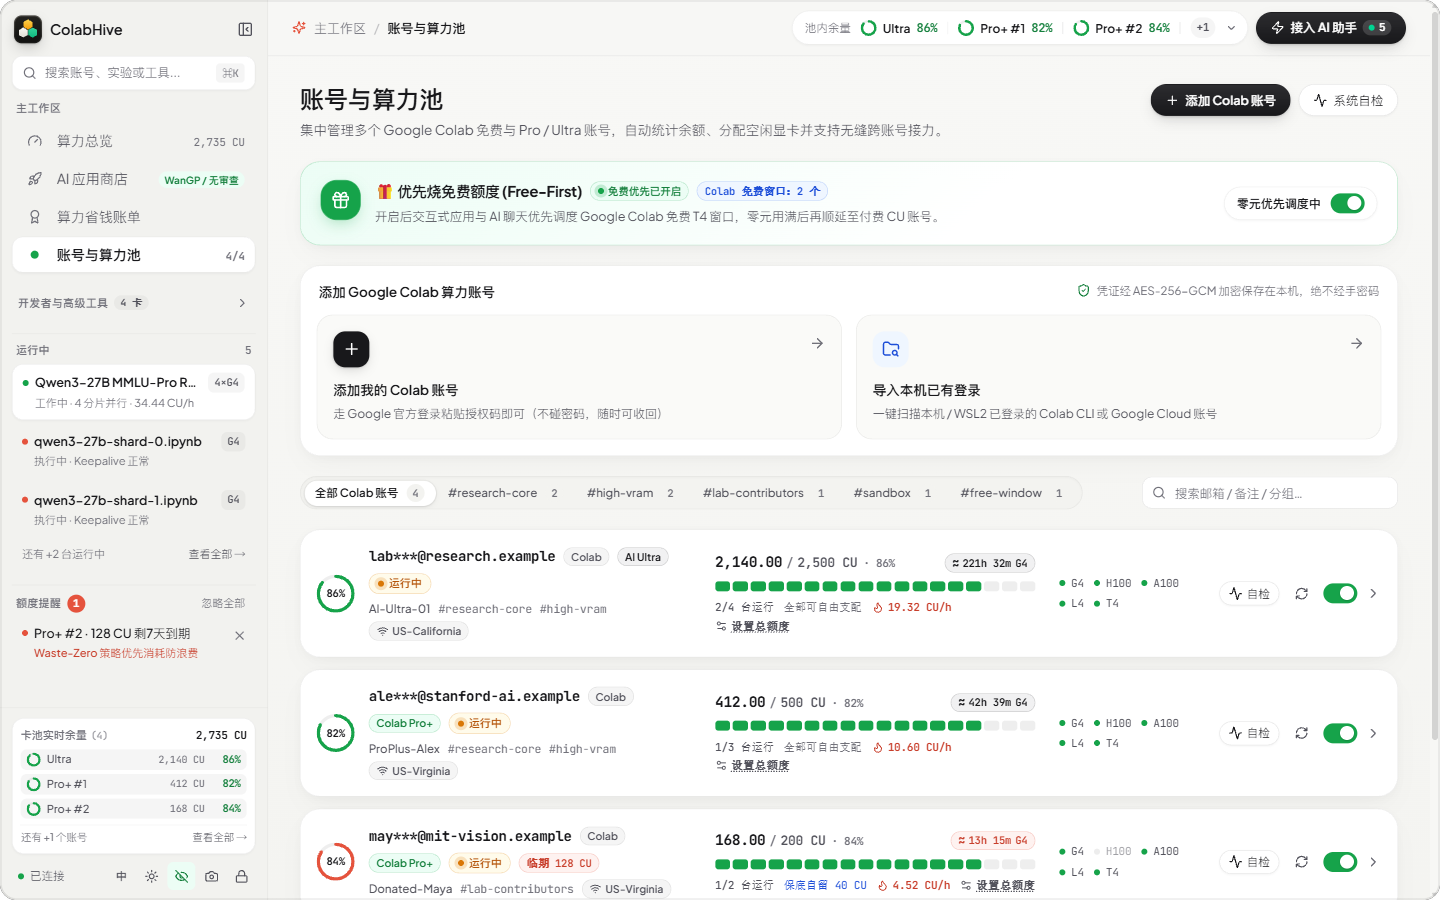 ColabHive
搜索账号、实验或工具... ⌘K
主工作区
算力总览 2,735 CU
AI 应用商店 WanGP / 无审查
算力省钱账单
账号与算力池 4/4
开发者与高级工具 4 卡
运行中 5
Qwen3-27B MMLU-Pro R... 4×G4
工作中 · 4 分片并行 · 34.44 CU/h
qwen3-27b-shard-0.ipynb G4
执行中 · Keepalive 正常
qwen3-27b-shard-1.ipynb G4
执行中 · Keepalive 正常
还有 +2 台运行中 查看全部 →
额度提醒 1 忽略全部
Pro+ #2 · 128 CU 剩7天到期
Waste-Zero 策略优先消耗防浪费
卡池实时余量 (4) 2,735 CU
Ultra 2,140 CU 86%
Pro+ #1 412 CU 82%
Pro+ #2 168 CU 84%
还有 +1 个账号 查看全部 →
已连接 中
主工作区 / 账号与算力池
池内余量 Ultra 86% Pro+ #1 82% Pro+ #2 84% +1
接入 AI 助手 5
账号与算力池
集中管理多个 Google Colab 免费与 Pro / Ultra 账号，自动统计余额、分配空闲显卡并支持无缝跨账号接力。
添加 Colab 账号 系统自检
优先烧免费额度 (Free-First) 免费优先已开启 Colab 免费窗口: 2 个
开启后交互式应用与 AI 聊天优先调度 Google Colab 免费 T4 窗口，零元用满后再顺延至付费 CU 账号。
零元优先调度中
添加 Google Colab 算力账号
凭证经 AES-256-GCM 加密保存在本机，绝不经手密码
添加我的 Colab 账号
走 Google 官方登录粘贴授权码即可（不碰密码，随时可收回）
导入本机已有登录
一键扫描本机 / WSL2 已登录的 Colab CLI 或 Google Cloud 账号
全部 Colab 账号 4 #research-core 2 #high-vram 2 #lab-contributors 1 #sandbox 1 #free-window 1
搜索邮箱 / 备注 / 分组...
lab***@research.example Colab AI Ultra
运行中
AI-Ultra-01 #research-core #high-vram
US-California
86%
2,140.00 / 2,500 CU · 86% 221h 32m G4
2/4 台运行 全部可自由支配 19.32 CU/h
设置总额度
G4 H100 A100
L4 T4
自检
ale***@stanford-ai.example Colab
Colab Pro+ 运行中
ProPlus-Alex #research-core #high-vram
US-Virginia
82%
412.00 / 500 CU · 82% 42h 39m G4
1/3 台运行 全部可自由支配 10.60 CU/h
设置总额度
G4 H100 A100
L4 T4
自检
may***@mit-vision.example Colab
Colab Pro+ 运行中 临期 128 CU
Donated-Maya #lab-contributors US-Virginia
84%
168.00 / 200 CU · 84% 13h 15m G4
1/2 台运行 保底自留 40 CU 4.52 CU/h 设置总额度
G4 H100 A100
L4 T4
自检